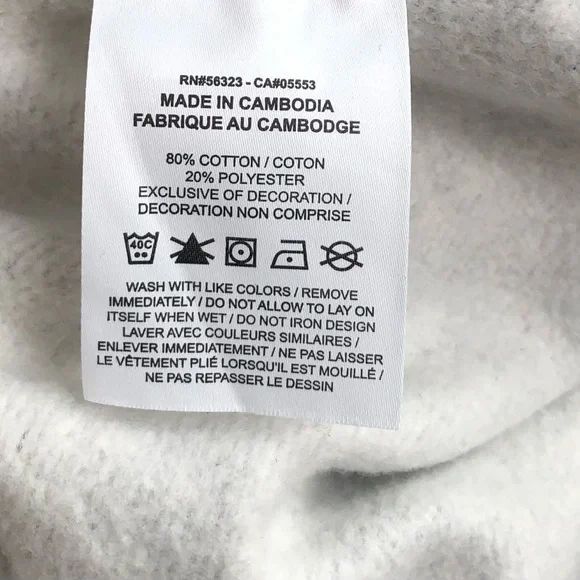 RN#56323 - CA#05553
MADE IN CAMBODIA
FABRIQUE AU CAMBODGE
80% COTTON / COTON
20% POLYESTER
EXCLUSIVE OF DECORATION /
DECORATION NON COMPRISE
40C
WASH WITH LIKE COLORS / REMOVE
IMMEDIATELY / DO NOT ALLOW TO LAY ON
ITSELF WHEN WET / DO NOT IRON DESIGN
LAVER AVEC COULEURS SIMILAIRES /
ENLEVER IMMEDIATEMENT / NE PAS LAISSER
LE VÊTEMENT PLIÉ LORSQU'IL EST MOUILLÉ /
NE PAS REPASSER LE DESSIN